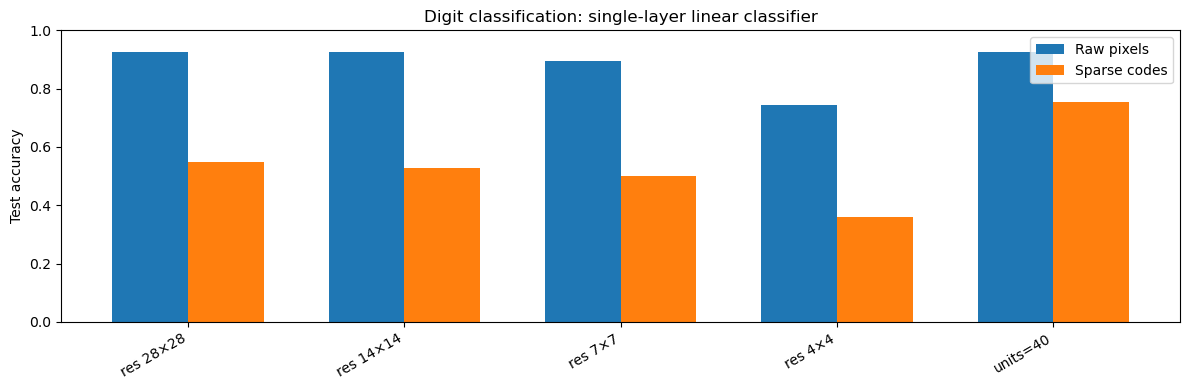 Digit classification: single-layer linear classifier
Test accuracy
1.0
0.8
0.6
0.4
0.2
0.0
Raw pixels
Sparse codes
res 28×28
res 14×14
res 7×7
res 4×4
units=40